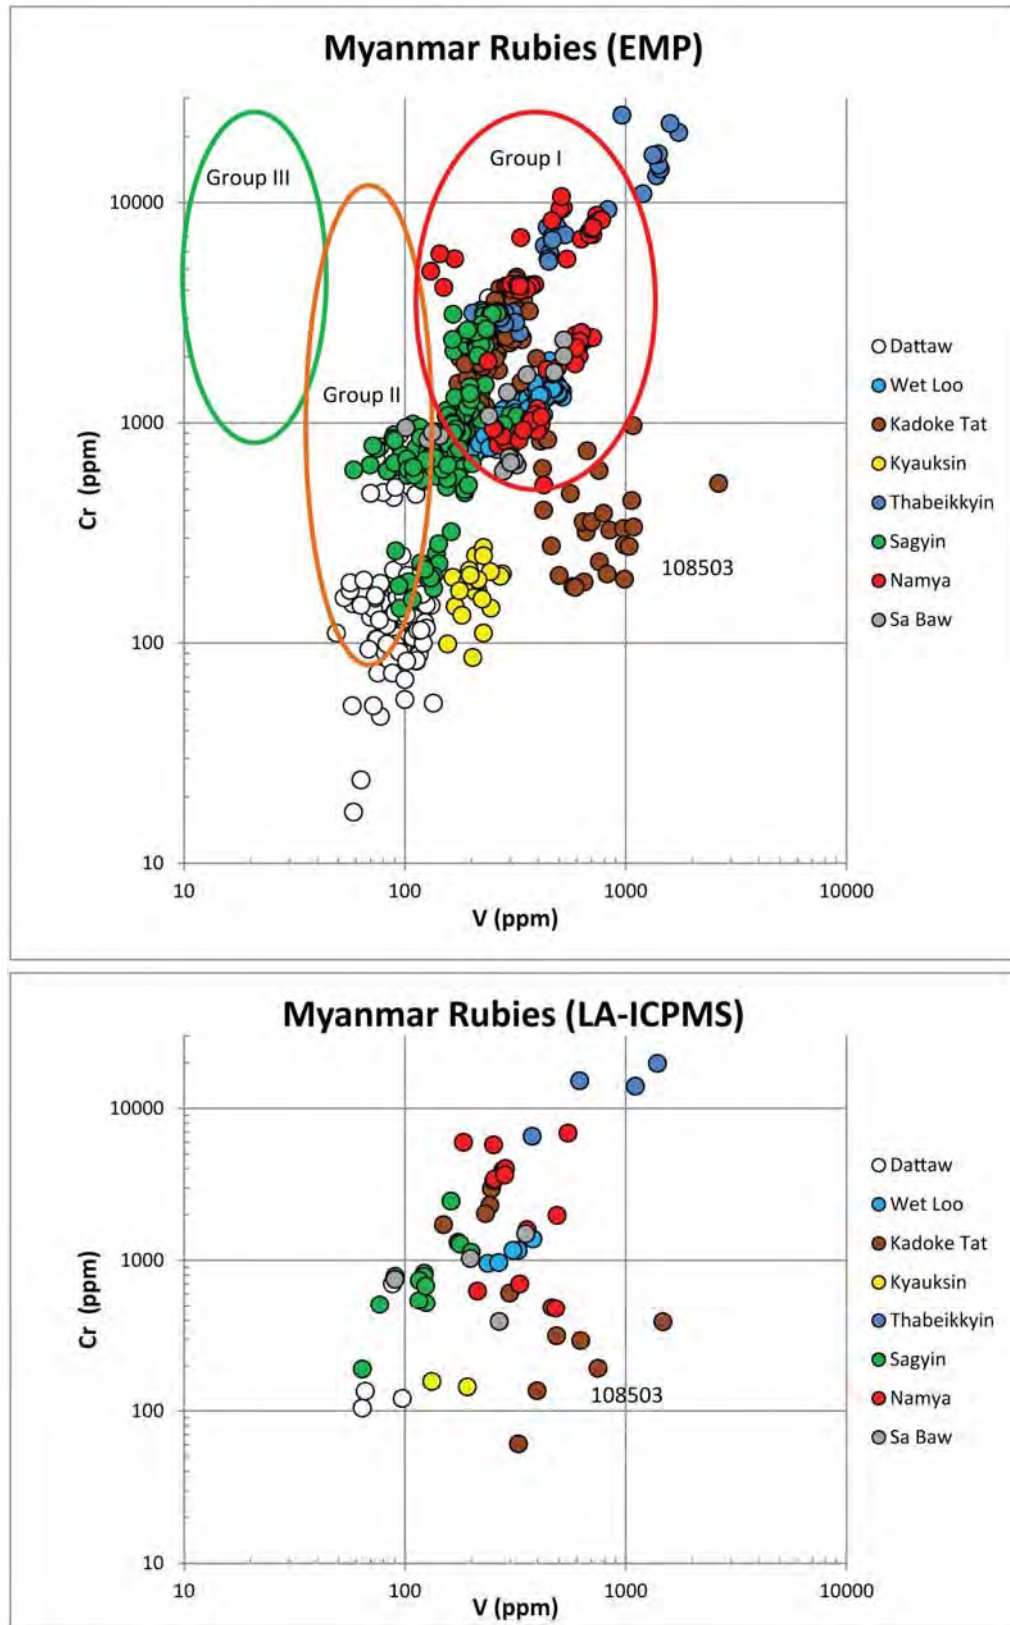 Myanmar Rubies (EMP)
10000
1000
100
10
Cr (ppm)
Group III
Group II
Group I
108503
10
100
1000
10000
V (ppm)
Dattaw
Wet Loo
Kadoke Tat
Kyauksin
Thabeikkyin
Sagyin
Namya
Sa Baw
Myanmar Rubies (LA-ICPMS)
10000
1000
100
10
Cr (ppm)
108503
10
100
1000
10000
V (ppm)
Dattaw
Wet Loo
Kadoke Tat
Kyauksin
Thabeikkyin
Sagyin
Namya
Sa Baw